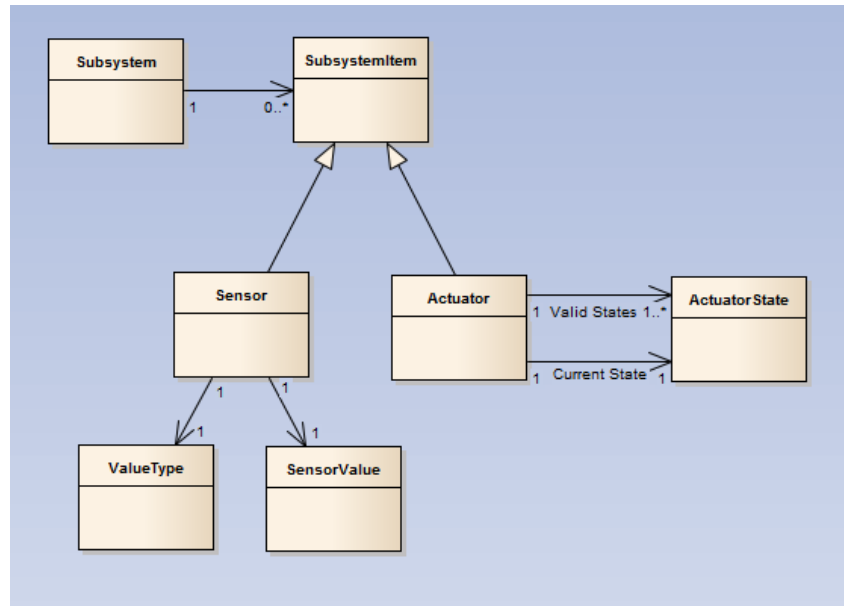 Subsystem
SubsystemItem
1
0..*
Sensor
Actuator
ActuatorState
1 Valid States 1..*
1 Current State 1
1
1
1
1
ValueType
SensorValue